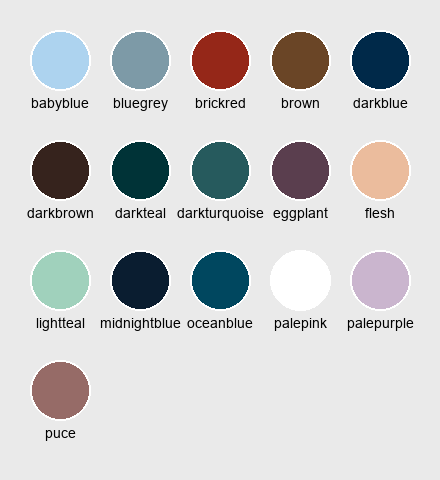 babyblue bluegrey brickred brown darkblue
darkbrown darkteal darkturquoise eggplant flesh
lightteal midnightblue oceanblue palepink palepurple
puce